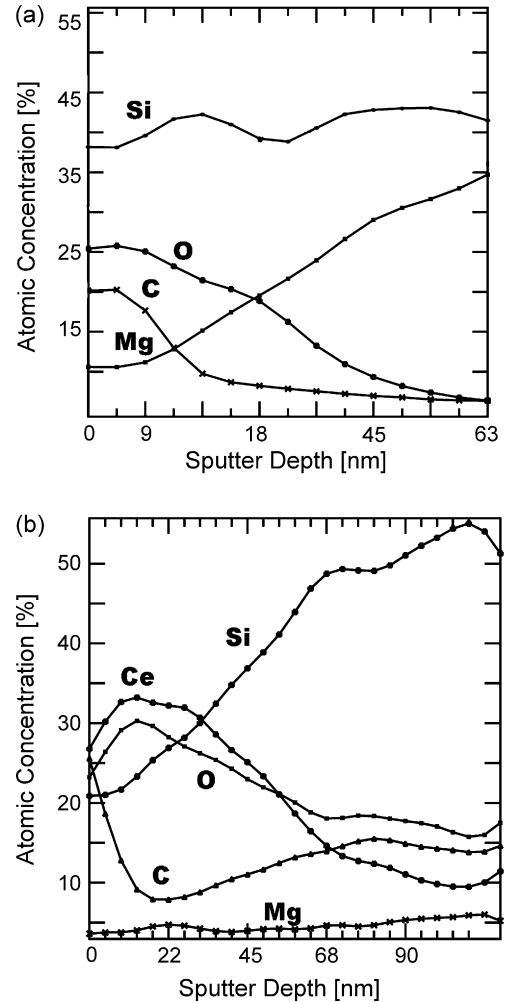 (a)
55
45
35
25
15
Atomic Concentration [%]
Si
O
C
Mg
0 9 18 45 63
Sputter Depth [nm]
(b)
50
40
30
20
10
Atomic Concentration [%]
Si
Ce
O
C
Mg
0 22 45 68 90
Sputter Depth [nm]